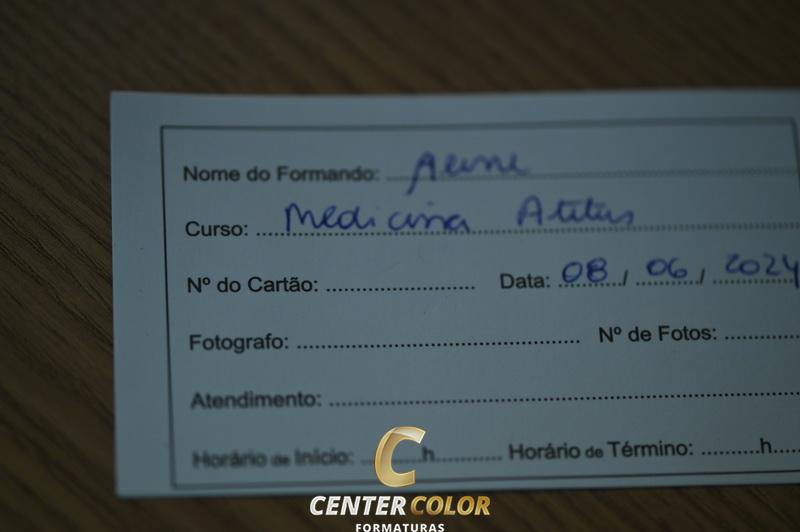 Nome do Formando: ........
Curso: Medicina Atitus
Nº do Cartão: ........ Data: 08 / 06 / 2024
Fotografo: ........ Nº de Fotos: ........
Atendimento: ........
Horário de Início: ........h........ Horário de Término: ........h....
C
CENTER COLOR
FORMATURAS